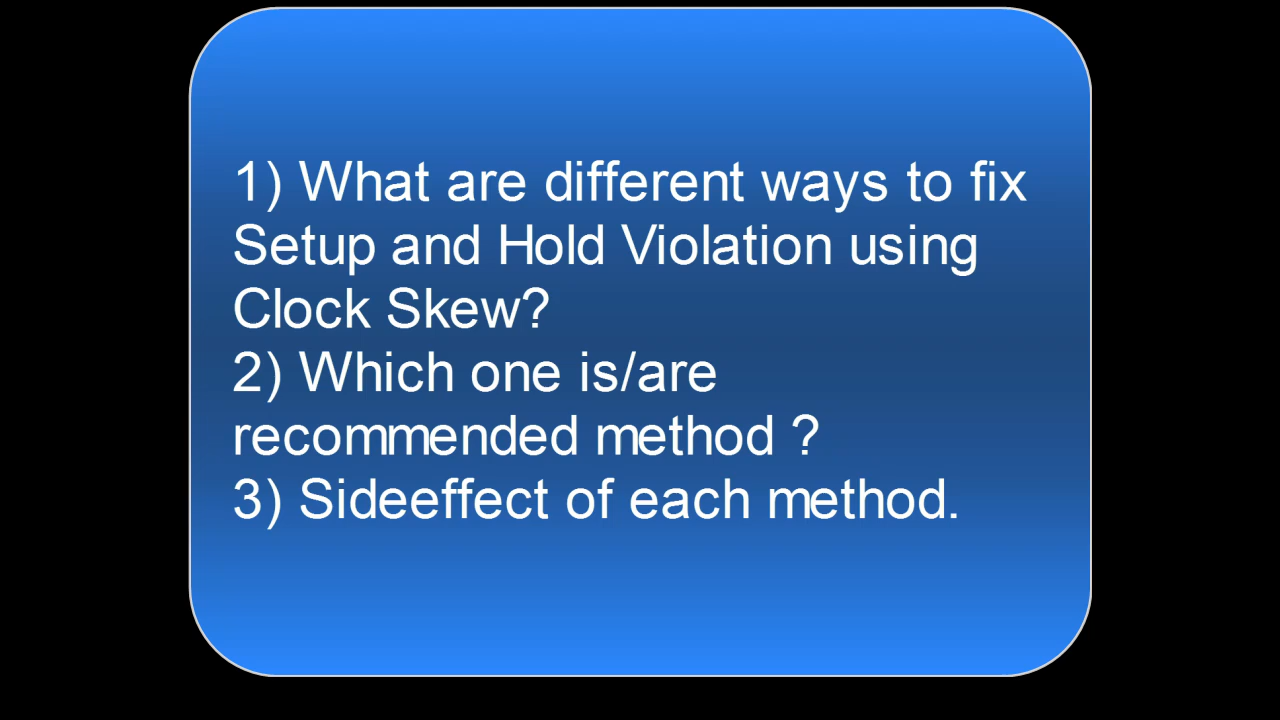 1) What are different ways to fix
Setup and Hold Violation using
Clock Skew?
2) Which one is/are
recommended method ?
3) Sideeffect of each method.